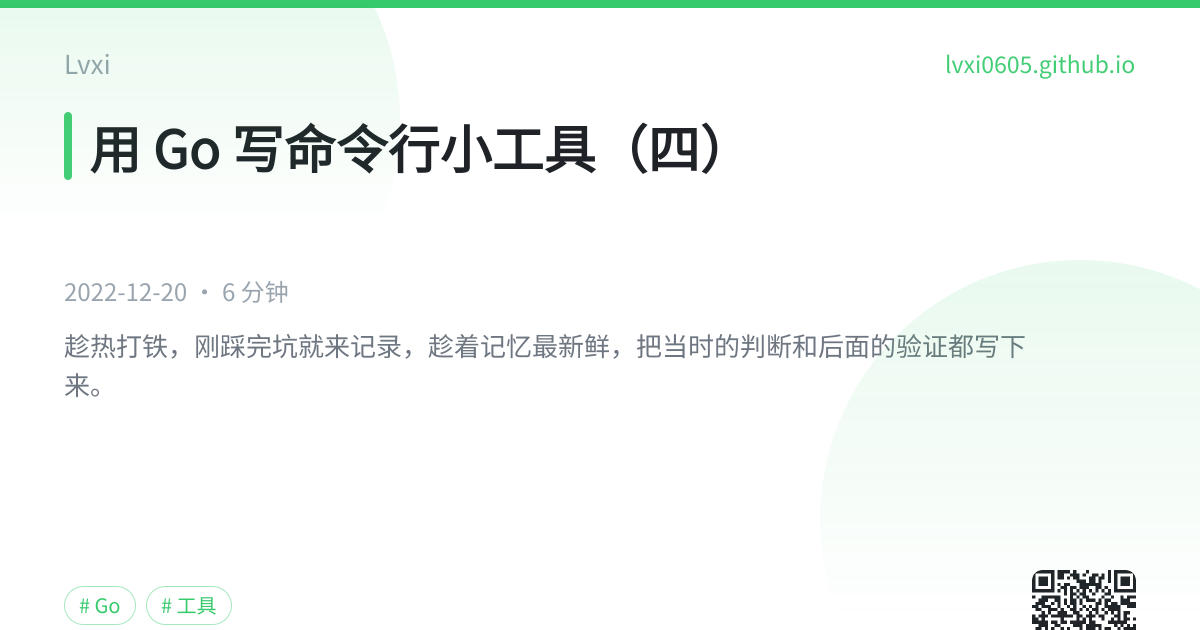 Lvxi
lvxi0605.github.io
用 Go 写命令行小工具（四）
2022-12-20 · 6 分钟
趁热打铁，刚踩完坑就来记录，趁着记忆最新鲜，把当时的判断和后面的验证都写下
来。
# Go
# 工具